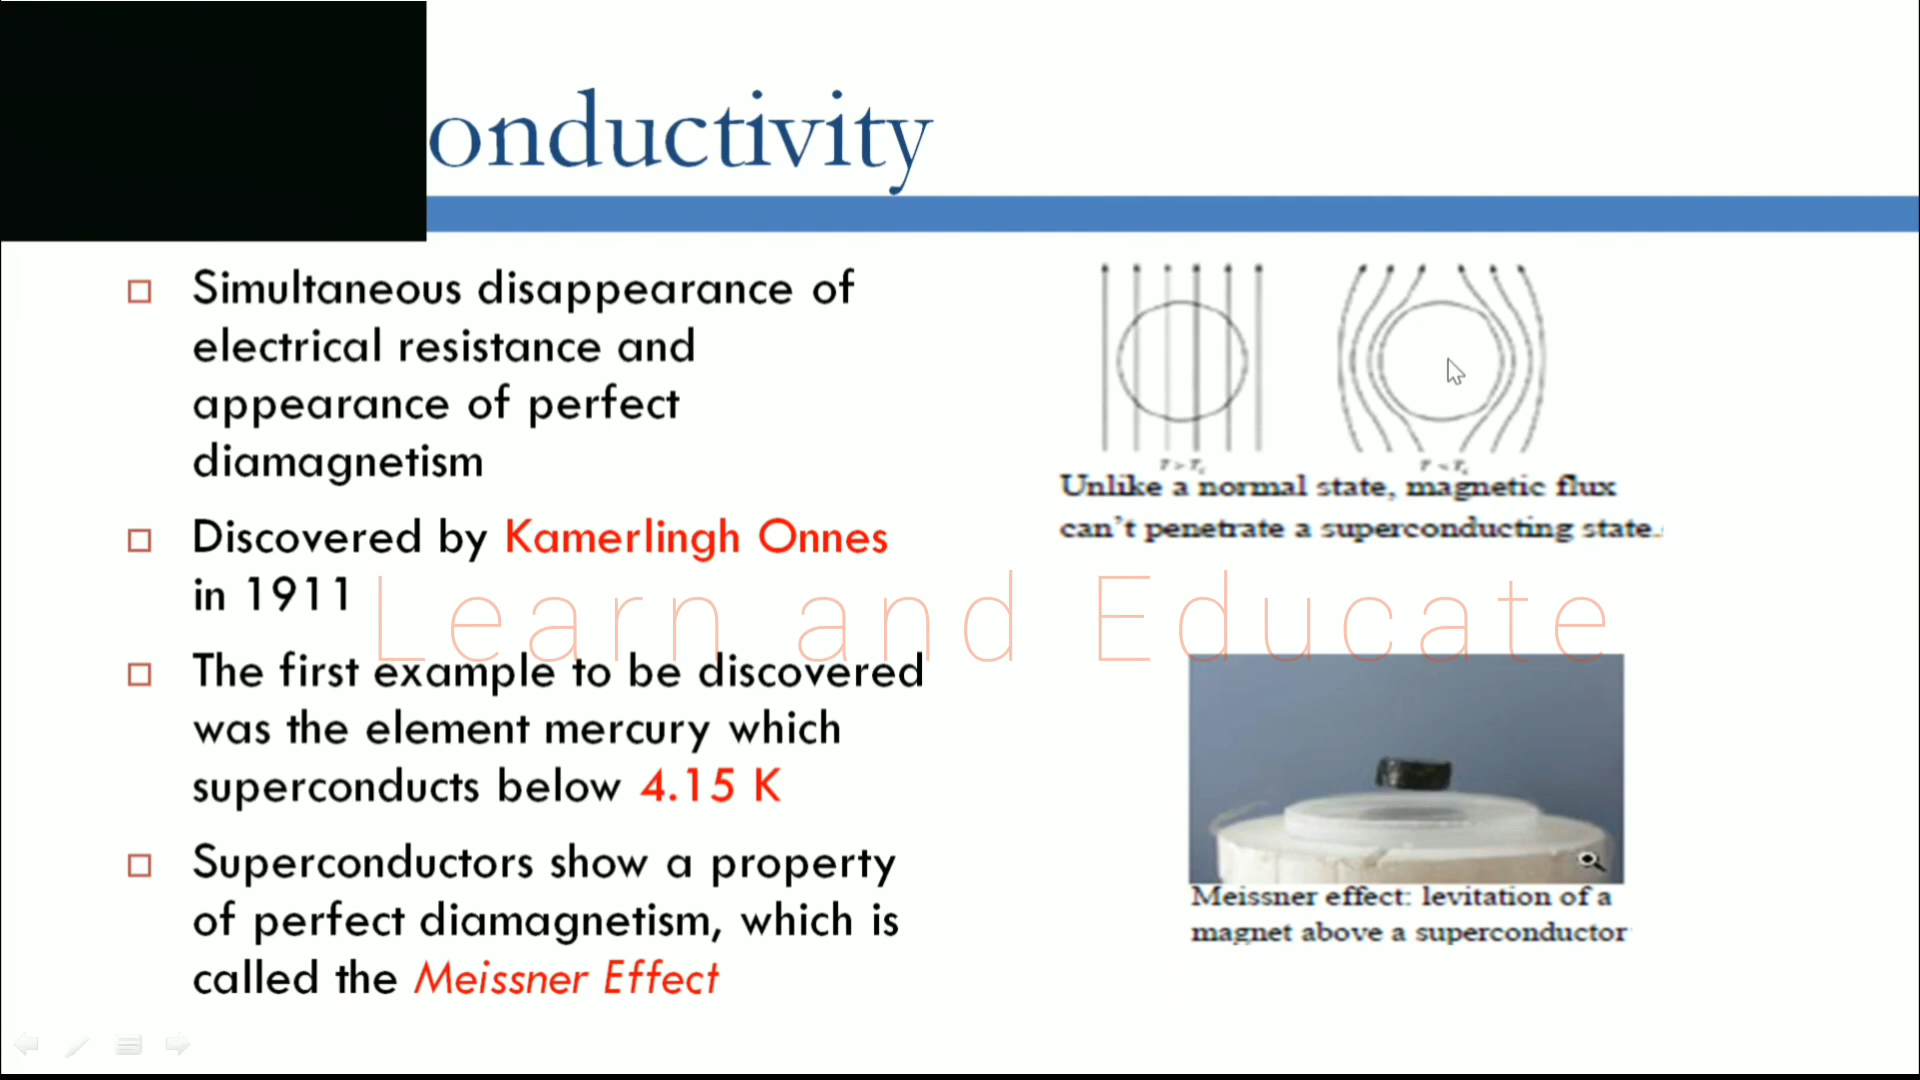 onductivity
Simultaneous disappearance of
electrical resistance and
appearance of perfect
diamagnetism
Discovered by Kamerlingh Onnes
in 1911
The first example to be discovered
was the element mercury which
superconducts below 4.15 K
Superconductors show a property
of perfect diamagnetism, which is
called the Meissner Effect
T > Tc
T < Tc
Unlike a normal state, magnetic flux
can't penetrate a superconducting state.
Learn and Educate
Meissner effect: levitation of a
magnet above a superconductor